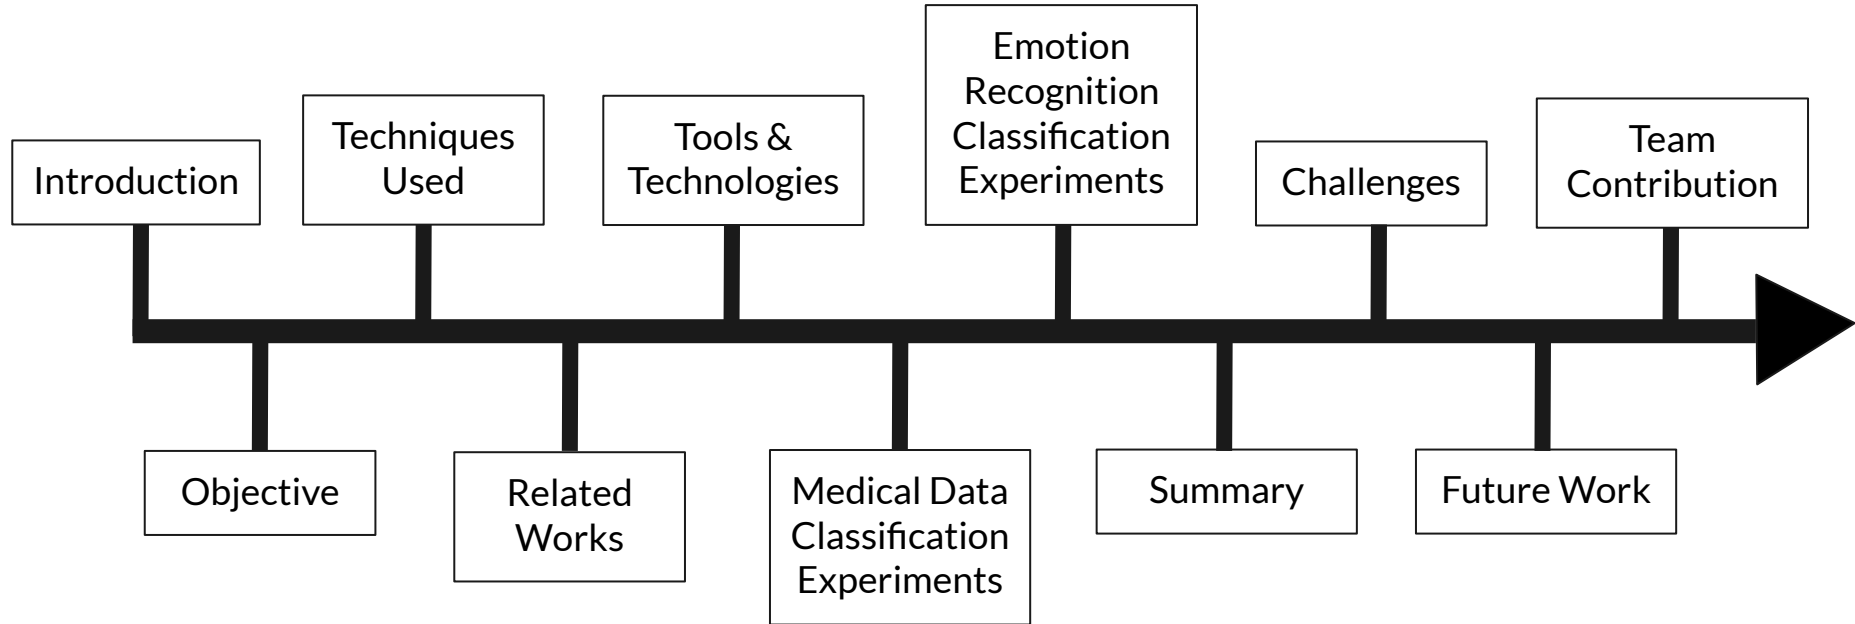 Introduction
Objective
Techniques
Used
Related
Works
Tools &
Technologies
Medical Data
Classification
Experiments
Emotion
Recognition
Classification
Experiments
Summary
Challenges
Future Work
Team
Contribution